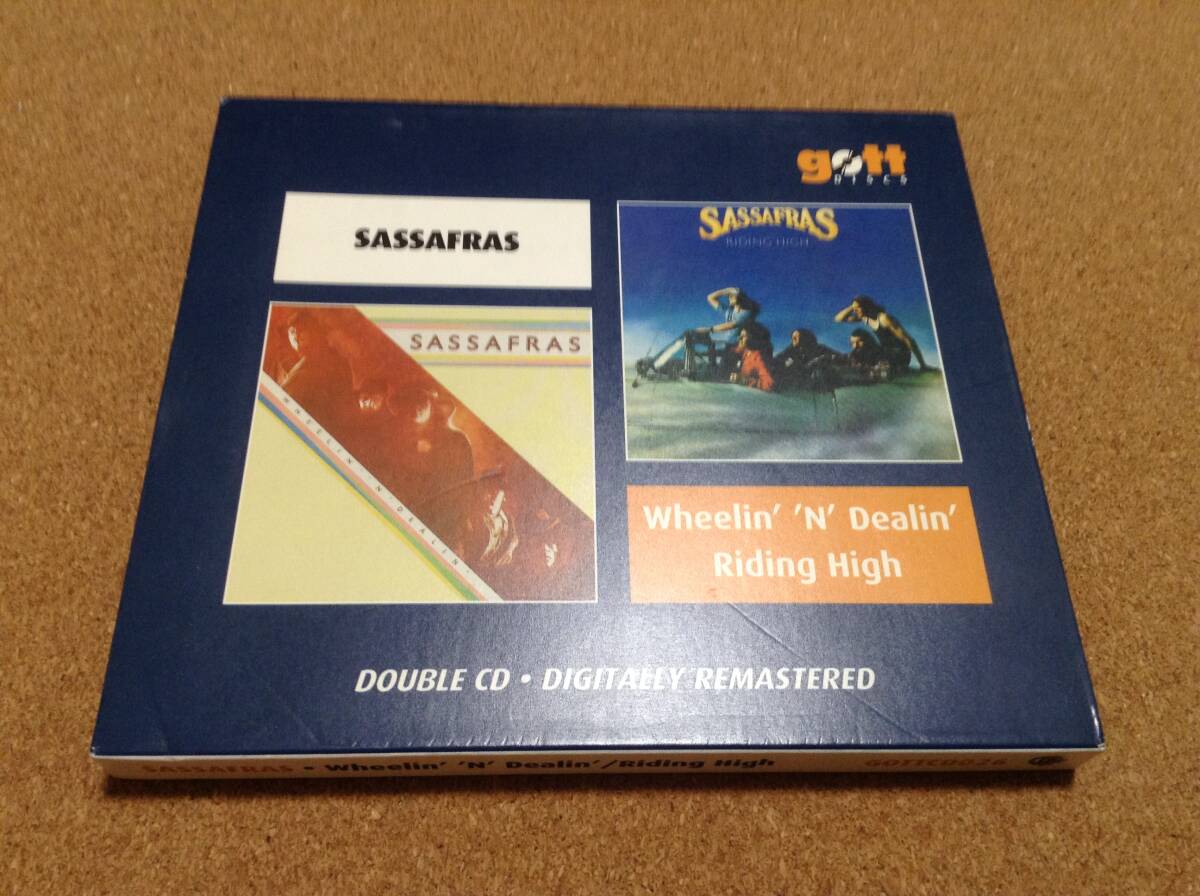 gott
DISCS
SASSAFRAS
SASSAFRAS
RIDING HIGH
SASSAFRAS
WHEELIN' 'N' DEALIN'
Wheelin' 'N' Dealin'
Riding High
DOUBLE CD • DIGITALLY REMASTERED
SASSAFRAS • Wheelin' 'N' Dealin'/Riding High
GOTTCD026